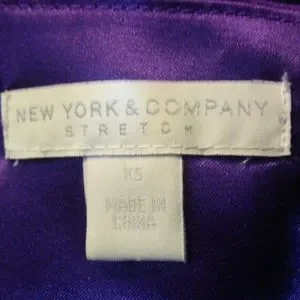 NEW YORK & COMPANY
STRETCH
XS
MADE IN
CHINA